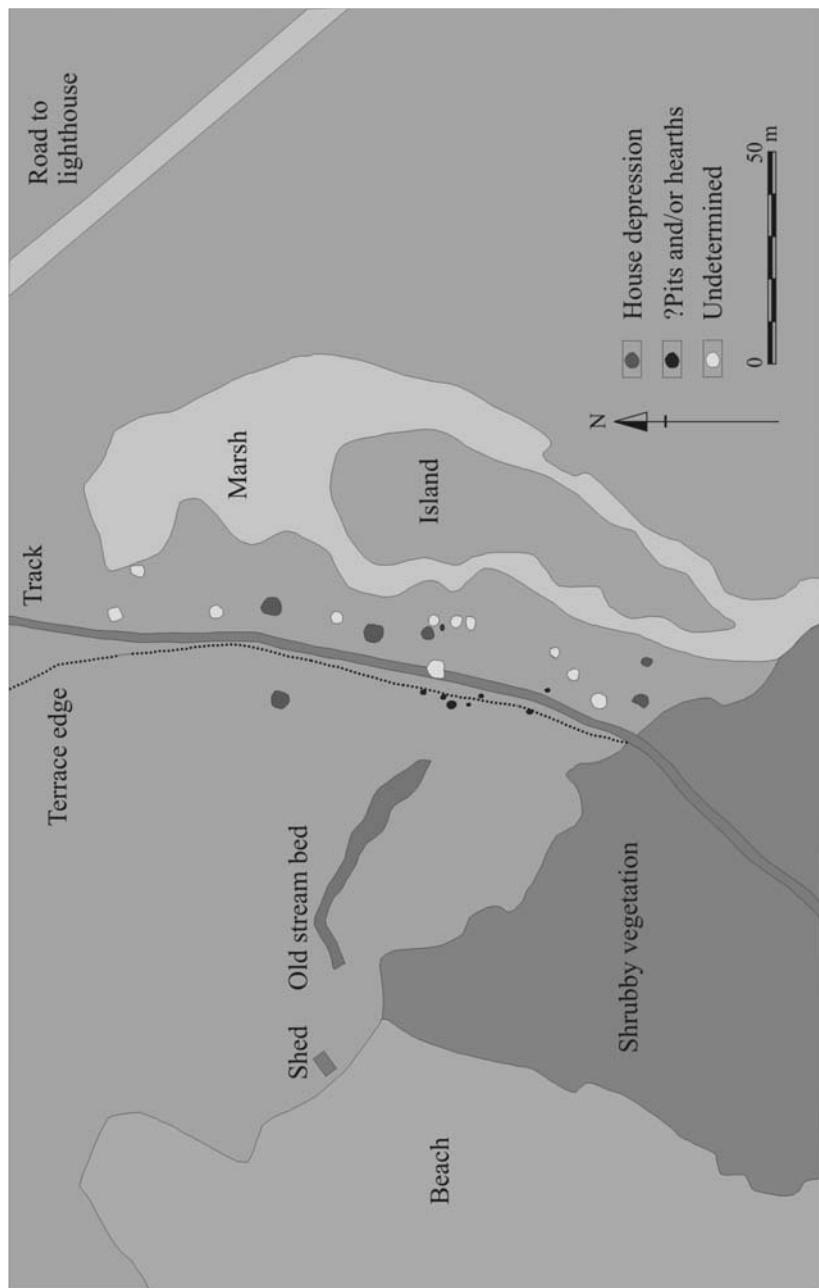 Road to
lighthouse
Track
Terrace edge
Marsh
Island
Old stream bed
Shed
Beach
Shrubby vegetation
N
House depression
?Pits and/or hearths
Undetermined
0 50 m